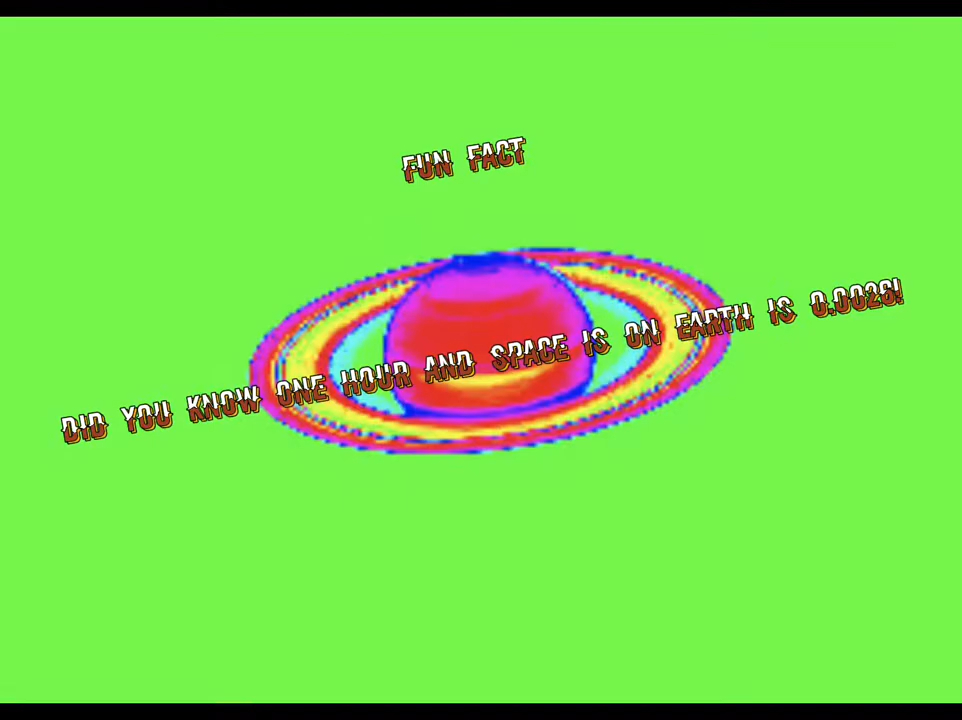 FUN FACT
DID YOU KNOW ONE HOUR AND SPACE IS ON EARTH IS 0.0026!